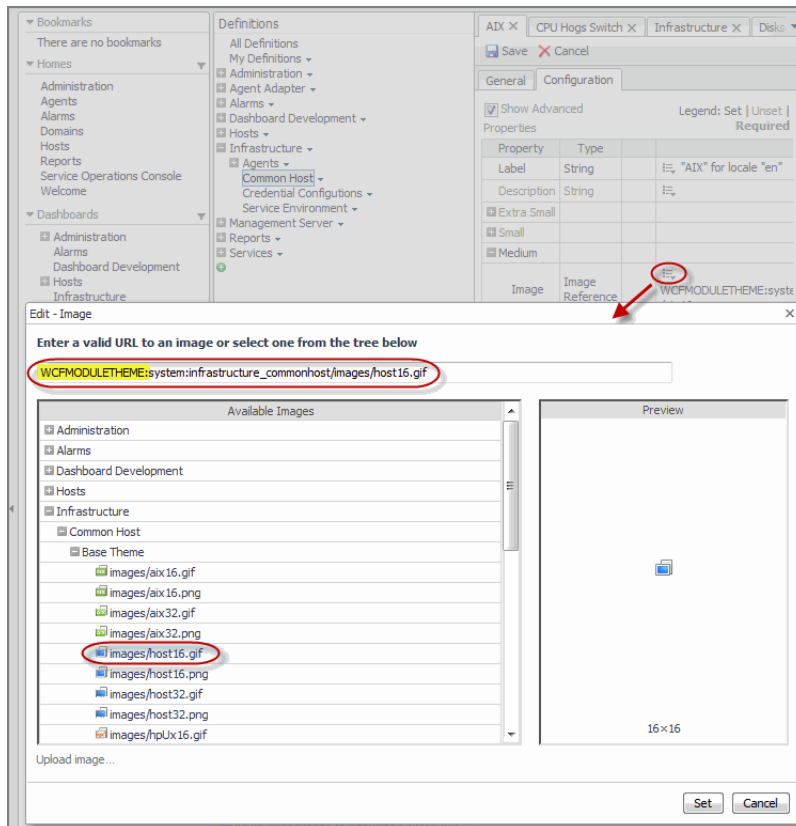 Bookmarks
There are no bookmarks
Homes
Administration
Agents
Alarms
Domains
Hosts
Reports
Service Operations Console
Welcome
Dashboards
Administration
Alarms
Dashboard Development
Hosts
Infrastructure
Definitions
All Definitions
My Definitions
Administration
Agent Adapter
Alarms
Dashboard Development
Hosts
Infrastructure
Agents
Common Host
Credential Configutions
Service Environment
Management Server
Reports
Services
AIX CPU Hogs Switch Infrastructure Disks
Save Cancel
General Configuration
Show Advanced Properties
Legend: Set | Unset | Required
Property Type
Label String "AIX" for locale "en"
Description String
Extra Small
Small
Medium
Image Image Reference WCFMODULETHEME:syste
Edit - Image
Enter a valid URL to an image or select one from the tree below
WCFMODULETHEME:system:infrastructure_commonhost/images/host16.gif
Available Images
Administration
Alarms
Dashboard Development
Hosts
Infrastructure
Common Host
Base Theme
images/aix16.gif
images/aix16.png
images/aix32.gif
images/aix32.png
images/host16.gif
images/host16.png
images/host32.gif
images/host32.png
images/hpUx16.gif
Preview
16×16
Upload image...
Set Cancel